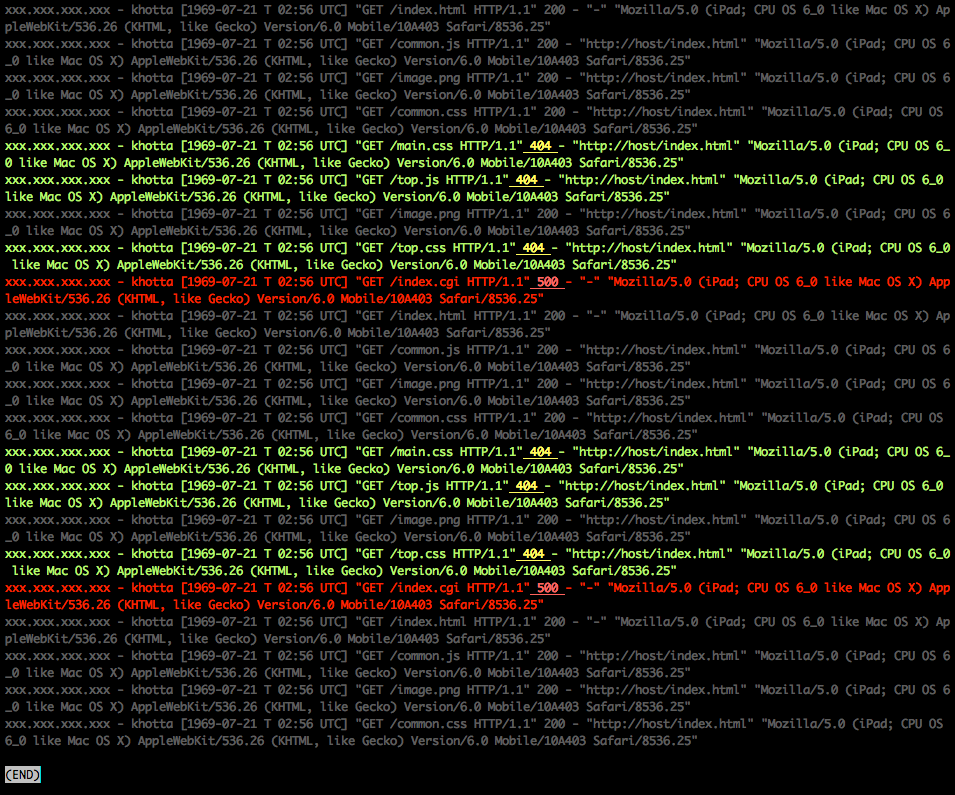 xxx.xxx.xxx.xxx - khotta [1969-07-21 T 02:56 UTC] "GET /index.html HTTP/1.1" 200 - "-" "Mozilla/5.0 (iPad; CPU OS 6_0 like Mac OS X) Ap
pleWebKit/536.26 (KHTML, like Gecko) Version/6.0 Mobile/10A403 Safari/8536.25"
xxx.xxx.xxx.xxx - khotta [1969-07-21 T 02:56 UTC] "GET /common.js HTTP/1.1" 200 - "http://host/index.html" "Mozilla/5.0 (iPad; CPU OS 6
_0 like Mac OS X) AppleWebKit/536.26 (KHTML, like Gecko) Version/6.0 Mobile/10A403 Safari/8536.25"
xxx.xxx.xxx.xxx - khotta [1969-07-21 T 02:56 UTC] "GET /image.png HTTP/1.1" 200 - "http://host/index.html" "Mozilla/5.0 (iPad; CPU OS 6
_0 like Mac OS X) AppleWebKit/536.26 (KHTML, like Gecko) Version/6.0 Mobile/10A403 Safari/8536.25"
xxx.xxx.xxx.xxx - khotta [1969-07-21 T 02:56 UTC] "GET /common.css HTTP/1.1" 200 - "http://host/index.html" "Mozilla/5.0 (iPad; CPU OS
6_0 like Mac OS X) AppleWebKit/536.26 (KHTML, like Gecko) Version/6.0 Mobile/10A403 Safari/8536.25"
xxx.xxx.xxx.xxx - khotta [1969-07-21 T 02:56 UTC] "GET /main.css HTTP/1.1" 404 - "http://host/index.html" "Mozilla/5.0 (iPad; CPU OS 6_
0 like Mac OS X) AppleWebKit/536.26 (KHTML, like Gecko) Version/6.0 Mobile/10A403 Safari/8536.25"
xxx.xxx.xxx.xxx - khotta [1969-07-21 T 02:56 UTC] "GET /top.js HTTP/1.1" 404 - "http://host/index.html" "Mozilla/5.0 (iPad; CPU OS 6_0
like Mac OS X) AppleWebKit/536.26 (KHTML, like Gecko) Version/6.0 Mobile/10A403 Safari/8536.25"
xxx.xxx.xxx.xxx - khotta [1969-07-21 T 02:56 UTC] "GET /image.png HTTP/1.1" 200 - "http://host/index.html" "Mozilla/5.0 (iPad; CPU OS 6
_0 like Mac OS X) AppleWebKit/536.26 (KHTML, like Gecko) Version/6.0 Mobile/10A403 Safari/8536.25"
xxx.xxx.xxx.xxx - khotta [1969-07-21 T 02:56 UTC] "GET /top.css HTTP/1.1" 404 - "http://host/index.html" "Mozilla/5.0 (iPad; CPU OS 6_0
like Mac OS X) AppleWebKit/536.26 (KHTML, like Gecko) Version/6.0 Mobile/10A403 Safari/8536.25"
xxx.xxx.xxx.xxx - khotta [1969-07-21 T 02:56 UTC] "GET /index.cgi HTTP/1.1" 500 - "-" "Mozilla/5.0 (iPad; CPU OS 6_0 like Mac OS X) App
leWebKit/536.26 (KHTML, like Gecko) Version/6.0 Mobile/10A403 Safari/8536.25"
xxx.xxx.xxx.xxx - khotta [1969-07-21 T 02:56 UTC] "GET /index.html HTTP/1.1" 200 - "-" "Mozilla/5.0 (iPad; CPU OS 6_0 like Mac OS X) Ap
pleWebKit/536.26 (KHTML, like Gecko) Version/6.0 Mobile/10A403 Safari/8536.25"
xxx.xxx.xxx.xxx - khotta [1969-07-21 T 02:56 UTC] "GET /common.js HTTP/1.1" 200 - "http://host/index.html" "Mozilla/5.0 (iPad; CPU OS 6
_0 like Mac OS X) AppleWebKit/536.26 (KHTML, like Gecko) Version/6.0 Mobile/10A403 Safari/8536.25"
xxx.xxx.xxx.xxx - khotta [1969-07-21 T 02:56 UTC] "GET /image.png HTTP/1.1" 200 - "http://host/index.html" "Mozilla/5.0 (iPad; CPU OS 6
_0 like Mac OS X) AppleWebKit/536.26 (KHTML, like Gecko) Version/6.0 Mobile/10A403 Safari/8536.25"
xxx.xxx.xxx.xxx - khotta [1969-07-21 T 02:56 UTC] "GET /common.css HTTP/1.1" 200 - "http://host/index.html" "Mozilla/5.0 (iPad; CPU OS
6_0 like Mac OS X) AppleWebKit/536.26 (KHTML, like Gecko) Version/6.0 Mobile/10A403 Safari/8536.25"
xxx.xxx.xxx.xxx - khotta [1969-07-21 T 02:56 UTC] "GET /main.css HTTP/1.1" 404 - "http://host/index.html" "Mozilla/5.0 (iPad; CPU OS 6_
0 like Mac OS X) AppleWebKit/536.26 (KHTML, like Gecko) Version/6.0 Mobile/10A403 Safari/8536.25"
xxx.xxx.xxx.xxx - khotta [1969-07-21 T 02:56 UTC] "GET /top.js HTTP/1.1" 404 - "http://host/index.html" "Mozilla/5.0 (iPad; CPU OS 6_0
like Mac OS X) AppleWebKit/536.26 (KHTML, like Gecko) Version/6.0 Mobile/10A403 Safari/8536.25"
xxx.xxx.xxx.xxx - khotta [1969-07-21 T 02:56 UTC] "GET /image.png HTTP/1.1" 200 - "http://host/index.html" "Mozilla/5.0 (iPad; CPU OS 6
_0 like Mac OS X) AppleWebKit/536.26 (KHTML, like Gecko) Version/6.0 Mobile/10A403 Safari/8536.25"
xxx.xxx.xxx.xxx - khotta [1969-07-21 T 02:56 UTC] "GET /top.css HTTP/1.1" 404 - "http://host/index.html" "Mozilla/5.0 (iPad; CPU OS 6_0
like Mac OS X) AppleWebKit/536.26 (KHTML, like Gecko) Version/6.0 Mobile/10A403 Safari/8536.25"
xxx.xxx.xxx.xxx - khotta [1969-07-21 T 02:56 UTC] "GET /index.cgi HTTP/1.1" 500 - "-" "Mozilla/5.0 (iPad; CPU OS 6_0 like Mac OS X) App
leWebKit/536.26 (KHTML, like Gecko) Version/6.0 Mobile/10A403 Safari/8536.25"
xxx.xxx.xxx.xxx - khotta [1969-07-21 T 02:56 UTC] "GET /index.html HTTP/1.1" 200 - "-" "Mozilla/5.0 (iPad; CPU OS 6_0 like Mac OS X) Ap
pleWebKit/536.26 (KHTML, like Gecko) Version/6.0 Mobile/10A403 Safari/8536.25"
xxx.xxx.xxx.xxx - khotta [1969-07-21 T 02:56 UTC] "GET /common.js HTTP/1.1" 200 - "http://host/index.html" "Mozilla/5.0 (iPad; CPU OS 6
_0 like Mac OS X) AppleWebKit/536.26 (KHTML, like Gecko) Version/6.0 Mobile/10A403 Safari/8536.25"
xxx.xxx.xxx.xxx - khotta [1969-07-21 T 02:56 UTC] "GET /image.png HTTP/1.1" 200 - "http://host/index.html" "Mozilla/5.0 (iPad; CPU OS 6
_0 like Mac OS X) AppleWebKit/536.26 (KHTML, like Gecko) Version/6.0 Mobile/10A403 Safari/8536.25"
xxx.xxx.xxx.xxx - khotta [1969-07-21 T 02:56 UTC] "GET /common.css HTTP/1.1" 200 - "http://host/index.html" "Mozilla/5.0 (iPad; CPU OS
6_0 like Mac OS X) AppleWebKit/536.26 (KHTML, like Gecko) Version/6.0 Mobile/10A403 Safari/8536.25"
(END)